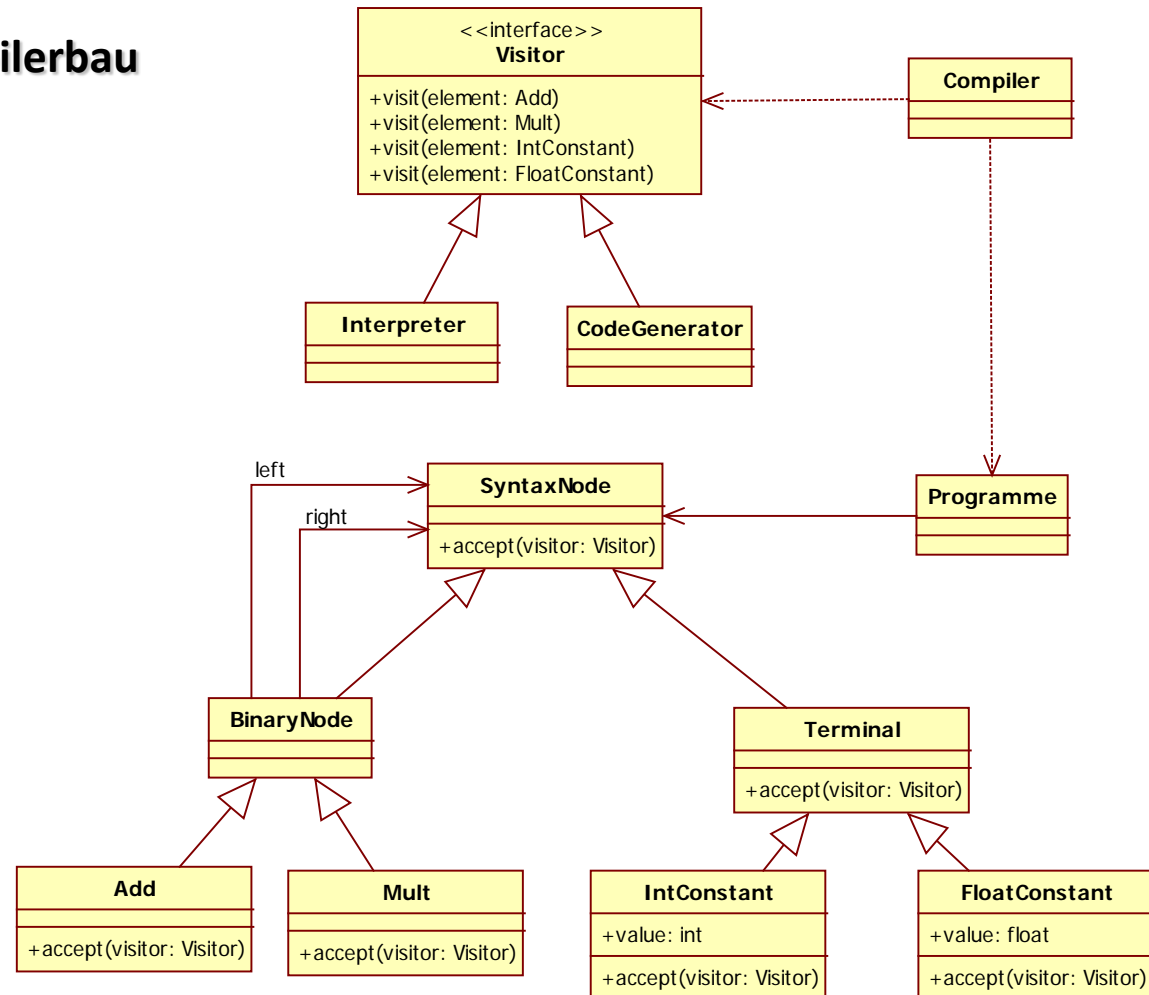 ilerbau
<<interface>>
Visitor
+visit(element: Add)
+visit(element: Mult)
+visit(element: IntConstant)
+visit(element: FloatConstant)
Compiler
Interpreter
CodeGenerator
left
right
SyntaxNode
+accept(visitor: Visitor)
Programme
BinaryNode
Terminal
+accept(visitor: Visitor)
Add
+accept(visitor: Visitor)
Mult
+accept(visitor: Visitor)
IntConstant
+value: int
+accept(visitor: Visitor)
FloatConstant
+value: float
+accept(visitor: Visitor)